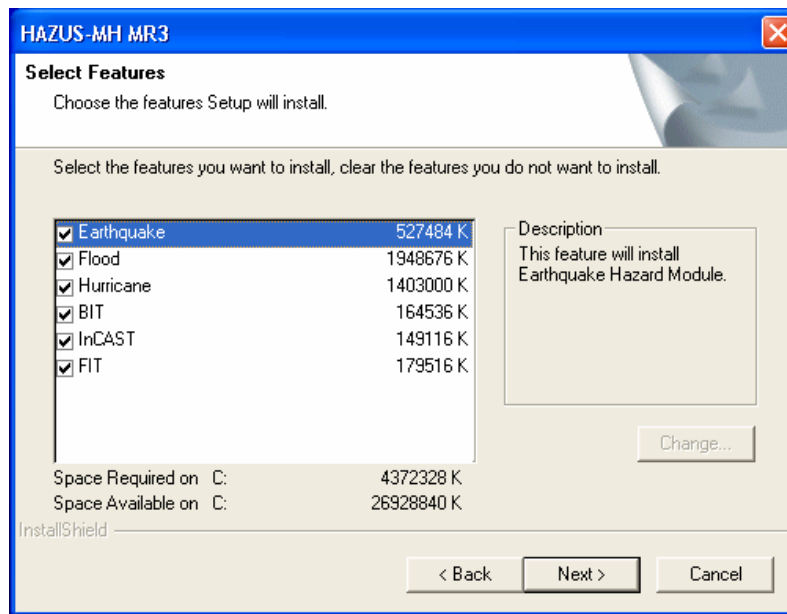 HAZUS-MH MR3
Select Features
Choose the features Setup will install.
Select the features you want to install, clear the features you do not want to install.
Earthquake 527484 K
Flood 1948676 K
Hurricane 1403000 K
BIT 164536 K
InCAST 149116 K
FIT 179516 K
Description
This feature will install
Earthquake Hazard Module.
Change...
Space Required on C: 4372328 K
Space Available on C: 26928840 K
InstallShield
< Back Next > Cancel